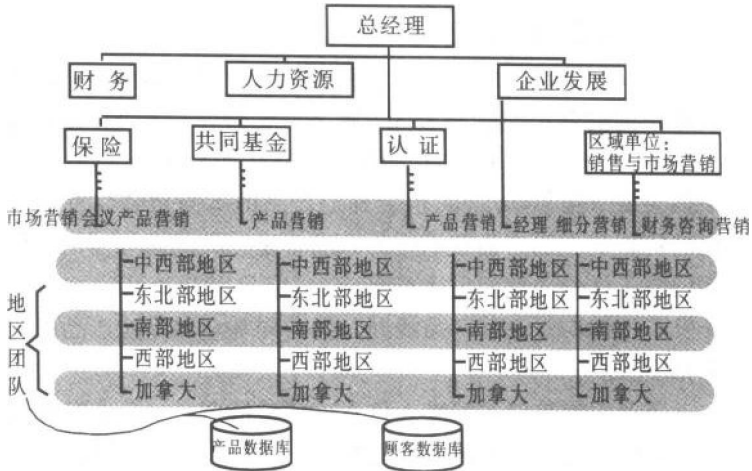 总经理
财务 人力资源 企业发展
保险 共同基金 认证 区域单位：
销售与市场营销
市场营销会议产品营销 产品营销 产品营销 经理 细分营销 财务咨询营销
中西部地区 中西部地区 中西部地区 中西部地区
东北部地区 东北部地区 东北部地区 东北部地区
南部地区 南部地区 南部地区 南部地区
西部地区 西部地区 西部地区 西部地区
加拿大 加拿大 加拿大 加拿大
地区团队
产品数据库 顾客数据库